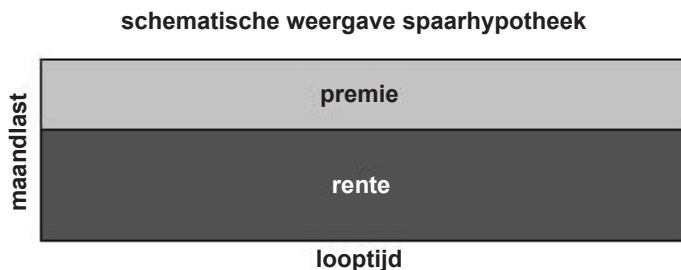 schematische weergave spaarhypotheek
maandlast
premie
rente
looptijd